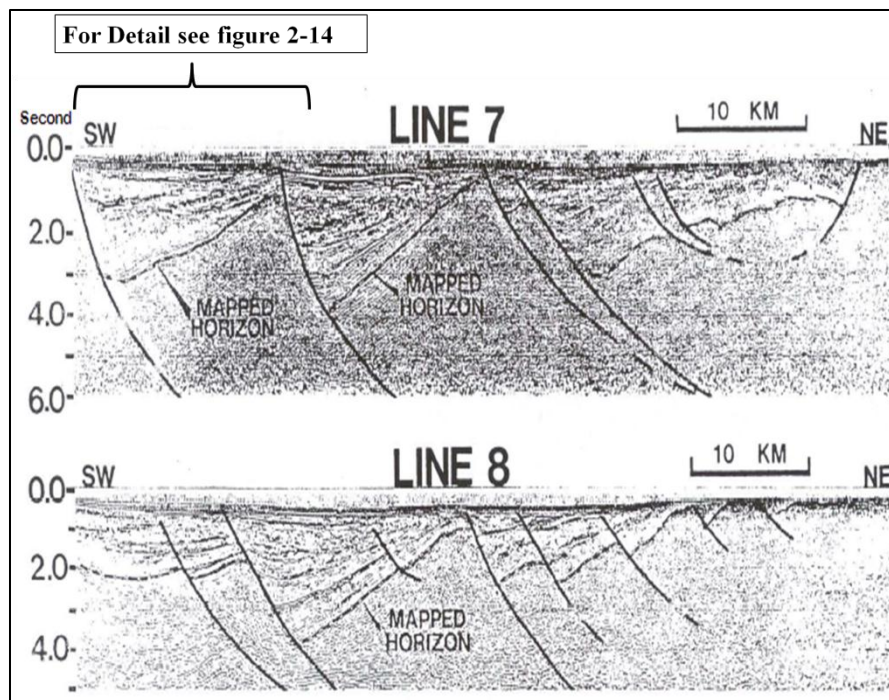 For Detail see figure 2-14
Second
SW LINE 7 10 KM NE
0.0
2.0
MAPPED
HORIZON
MAPPED
HORIZON
4.0
6.0
SW LINE 8 10 KM NE
0.0
2.0
MAPPED
HORIZON
4.0